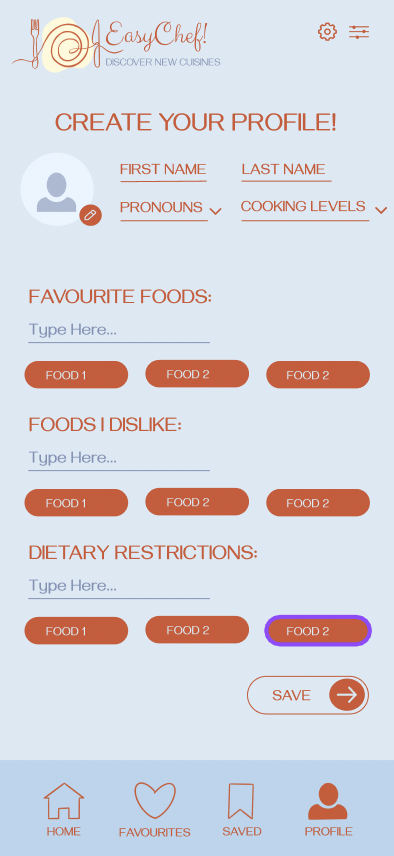 EasyChef!
DISCOVER NEW CUISINES
CREATE YOUR PROFILE!
FIRST NAME LAST NAME
PRONOUNS COOKING LEVELS
FAVOURITE FOODS:
Type Here...
FOOD 1 FOOD 2 FOOD 2
FOODS I DISLIKE:
Type Here...
FOOD 1 FOOD 2 FOOD 2
DIETARY RESTRICTIONS:
Type Here...
FOOD 1 FOOD 2 FOOD 2
SAVE
HOME FAVOURITES SAVED PROFILE